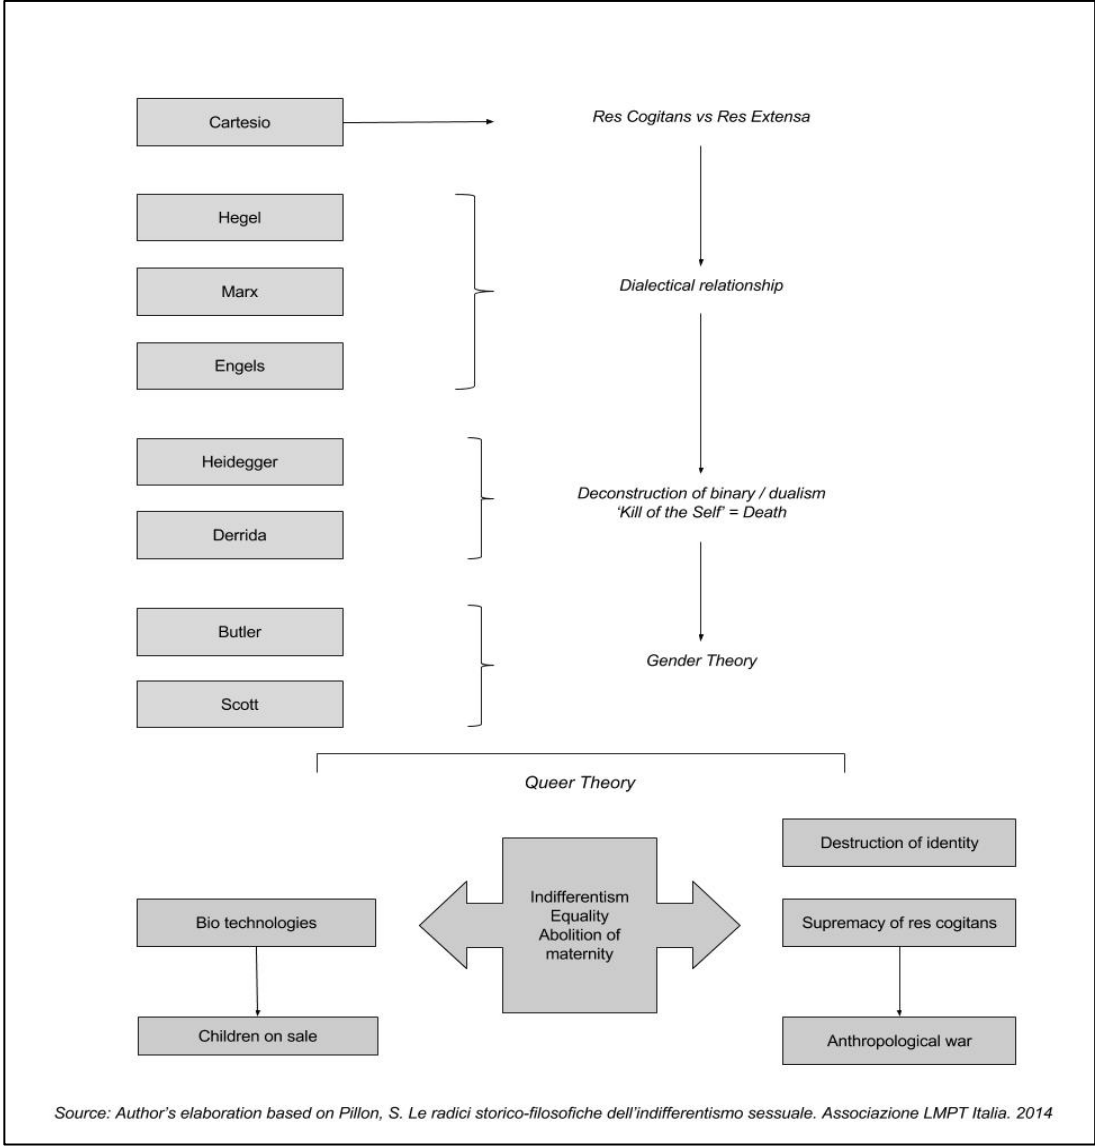 Cartesio
Res Cogitans vs Res Extensa
Hegel
Marx
Dialectical relationship
Engels
Heidegger
Deconstruction of binary / dualism
‘Kill of the Self’ = Death
Derrida
Butler
Gender Theory
Scott
Queer Theory
Destruction of identity
Indifferentism
Equality
Abolition of
maternity
Bio technologies
Supremacy of res cogitans
Children on sale
Anthropological war
Source: Author’s elaboration based on Pillon, S. Le radici storico-filosofiche dell’indifferentismo sessuale. Associazione LMPT Italia. 2014